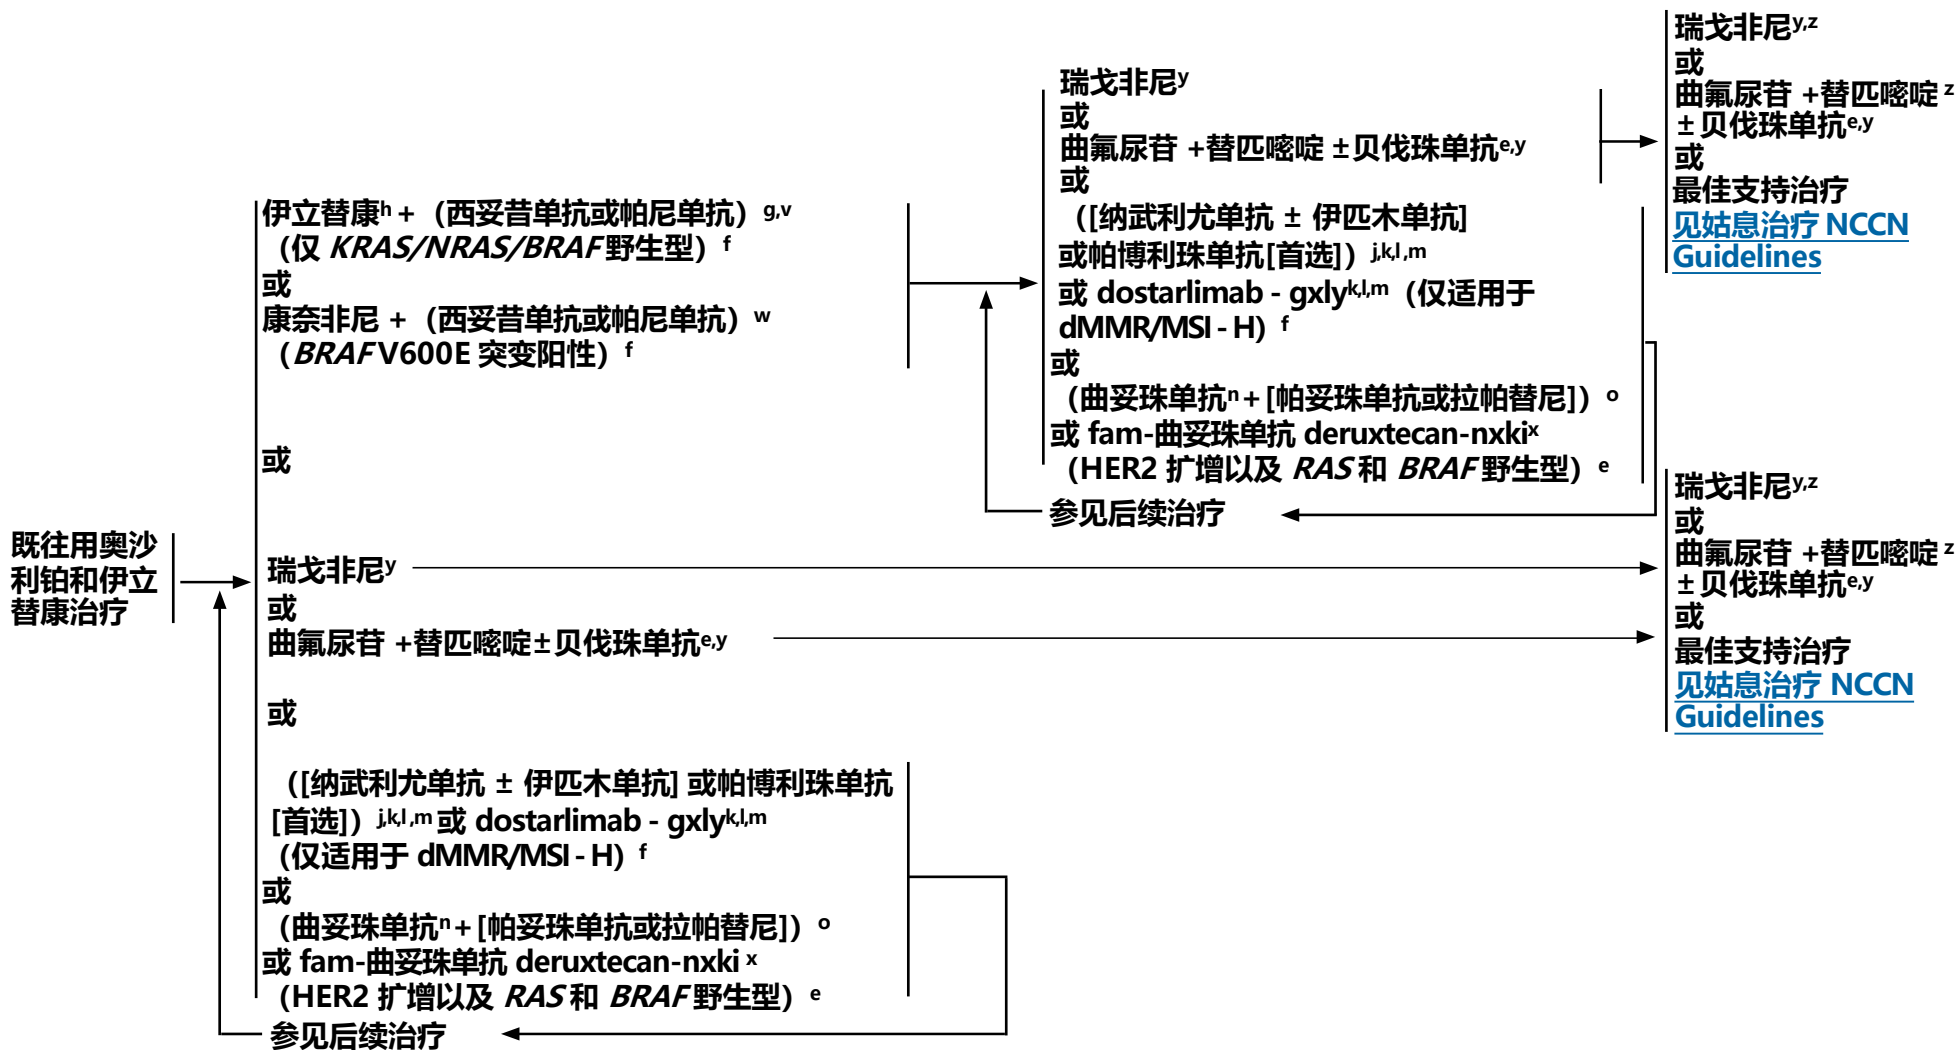 既往用奥沙
利铂和伊立
替康治疗
伊立替康h +（西妥昔单抗或帕尼单抗）g,v
（仅 KRAS/NRAS/BRAF 野生型）f
或
康奈非尼 +（西妥昔单抗或帕尼单抗）w
（BRAF V600E 突变阳性）f
或
瑞戈非尼y
或
曲氟尿苷 +替匹嘧啶±贝伐珠单抗e,y
或
（[纳武利尤单抗 ± 伊匹木单抗] 或帕博利珠单抗
[首选]）j,k,l,m 或 dostarlimab - gxlyk,l,m
（仅适用于 dMMR/MSI - H）f
或
（曲妥珠单抗n + [帕妥珠单抗或拉帕替尼]）o
或 fam-曲妥珠单抗 deruxtecan-nxki x
（HER2 扩增以及 RAS 和 BRAF 野生型）e
参见后续治疗
瑞戈非尼y
或
曲氟尿苷 +替匹嘧啶 ±贝伐珠单抗e,y
或
（[纳武利尤单抗 ± 伊匹木单抗]
或帕博利珠单抗[首选]）j,k,l,m
或 dostarlimab - gxlyk,l,m（仅适用于
dMMR/MSI - H）f
或
（曲妥珠单抗n + [帕妥珠单抗或拉帕替尼]）o
或 fam-曲妥珠单抗 deruxtecan-nxkix
（HER2 扩增以及 RAS 和 BRAF 野生型）e
参见后续治疗
瑞戈非尼y,z
或
曲氟尿苷 +替匹嘧啶 z
±贝伐珠单抗e,y
或
最佳支持治疗
见姑息治疗 NCCN
Guidelines
瑞戈非尼y,z
或
曲氟尿苷 +替匹嘧啶 z
±贝伐珠单抗e,y
或
最佳支持治疗
见姑息治疗 NCCN
Guidelines